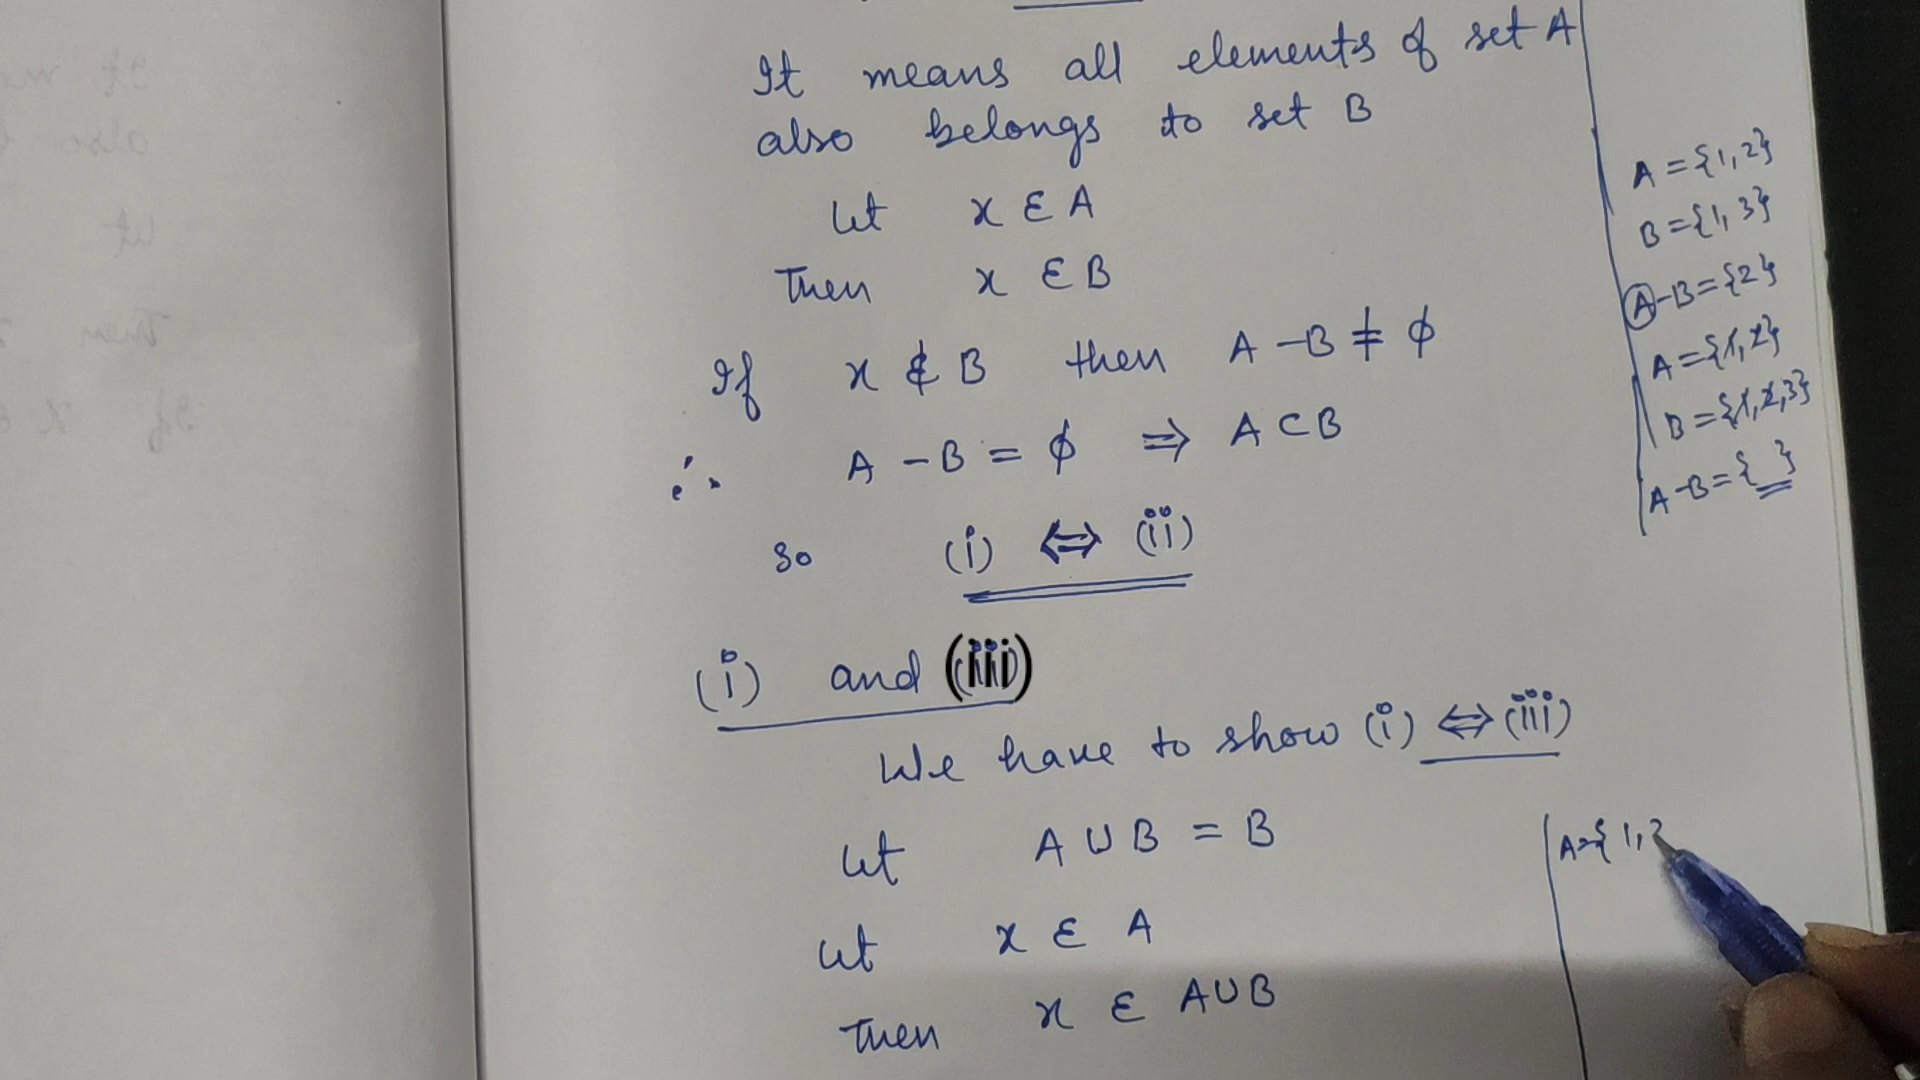 It means all elements of set A
also belongs to set B
Let x ∈ A
Then x ∈ B
If x ∉ B then A - B ≠ ϕ
∴ A - B = ϕ ⇒ A ⊂ B
So (i) ⇔ (ii)
(i) and (iii)
We have to show (i) ⇔ (iii)
Let A ∪ B = B
Let x ∈ A
Then x ∈ A∪B
A = {1,2}
B = {1,3}
A-B = {2}
A = {1,2}
B = {1,2,3}
A-B = { }
A={ 1,